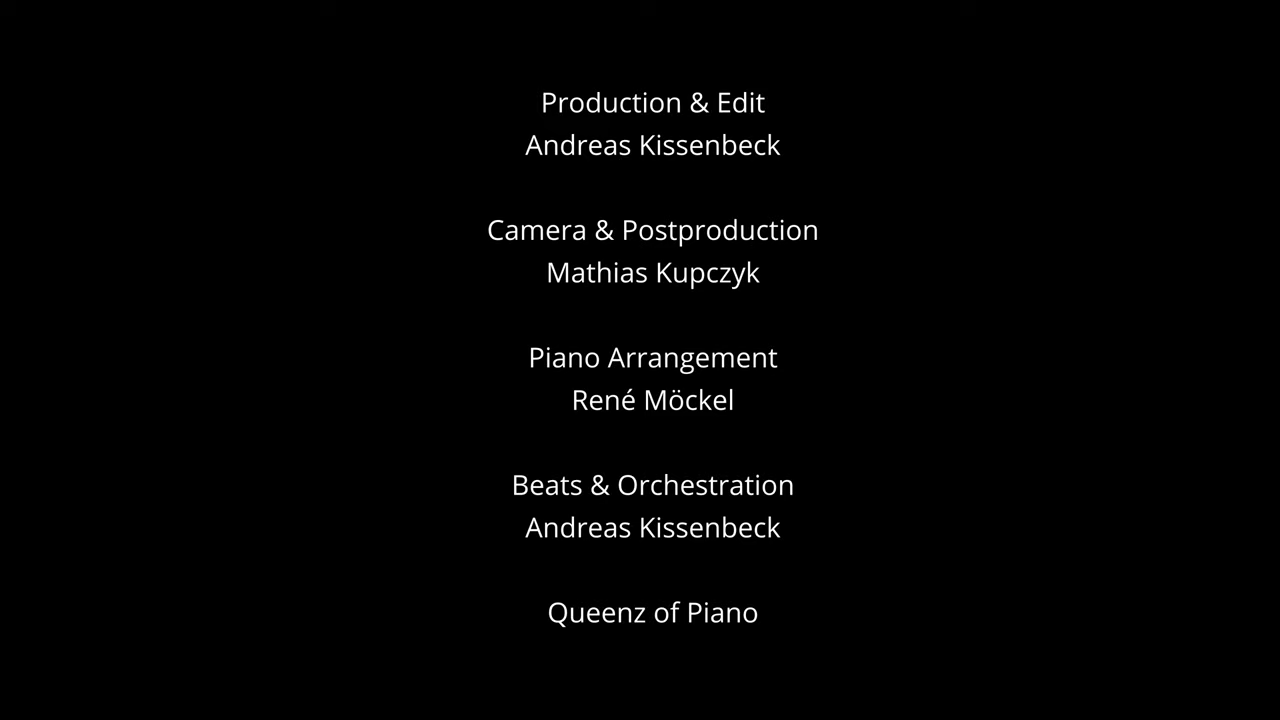 Production & Edit
Andreas Kissenbeck
Camera & Postproduction
Mathias Kupczyk
Piano Arrangement
René Möckel
Beats & Orchestration
Andreas Kissenbeck
Queenz of Piano